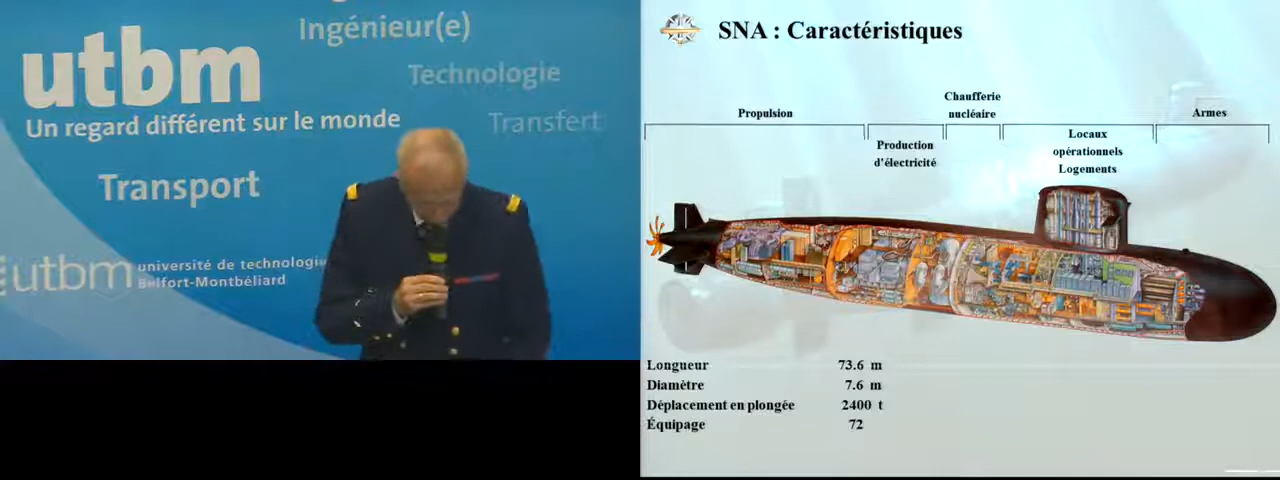 Ingénieur(e)
utbm
Technologie
Un regard différent sur le monde
Transfert
Transport
utbm
université de technologi
Belfort-Montbéliard
SNA : Caractéristiques
Propulsion
Production
d'électricité
Chaufferie
nucléaire
Locaux
opérationnels
Logements
Armes
Longueur 73.6 m
Diamètre 7.6 m
Déplacement en plongée 2400 t
Équipage 72